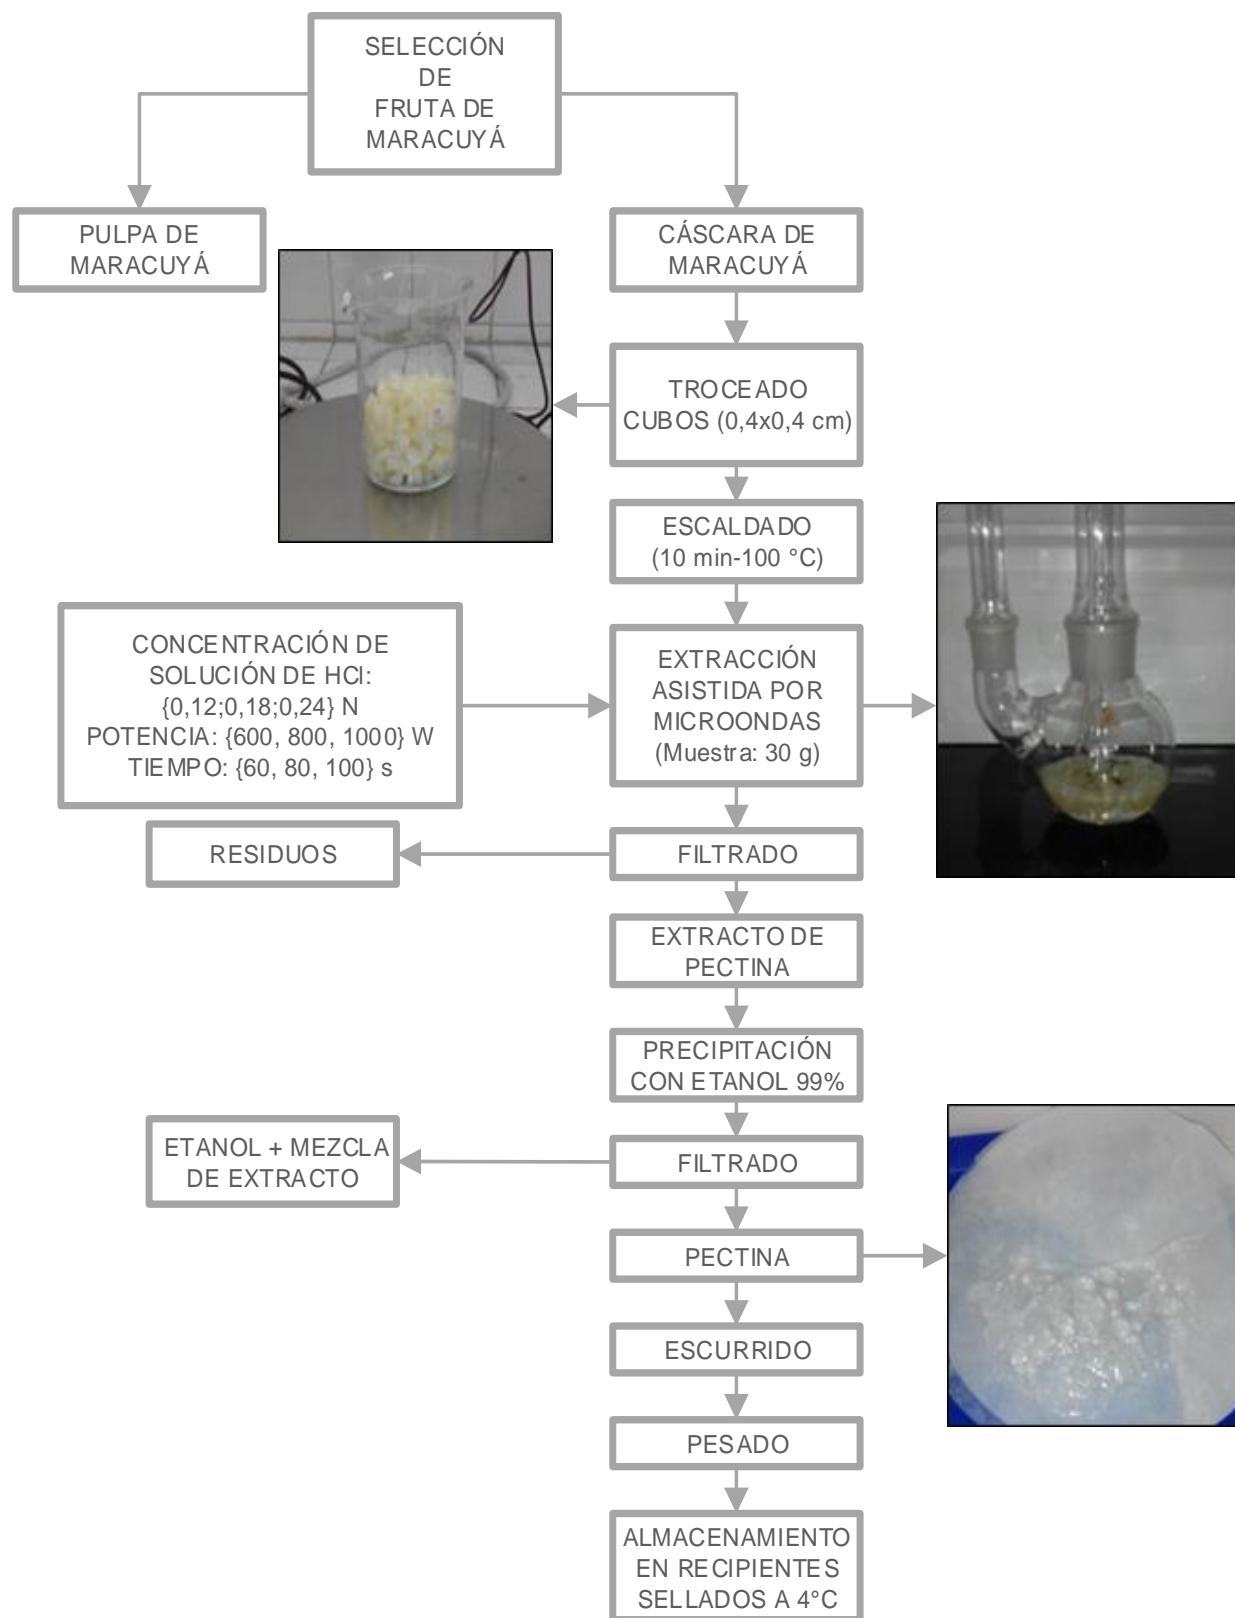 SELECCIÓN
DE
FRUTA DE
MARACUYÁ
PULPA DE
MARACUYÁ
CÁSCARA DE
MARACUYÁ
TROCEADO
CUBOS (0,4x0,4 cm)
ESCALDADO
(10 min-100 °C)
CONCENTRACIÓN DE
SOLUCIÓN DE HCl:
{0,12;0,18;0,24} N
POTENCIA: {600, 800, 1000} W
TIEMPO: {60, 80, 100} s
EXTRACCIÓN
ASISTIDA POR
MICROONDAS
(Muestra: 30 g)
RESIDUOS
FILTRADO
EXTRACTO DE
PECTINA
PRECIPITACIÓN
CON ETANOL 99%
ETANOL + MEZCLA
DE EXTRACTO
FILTRADO
PECTINA
ESCURRIDO
PESADO
ALMACENAMIENTO
EN RECIPIENTES
SELLADOS A 4°C